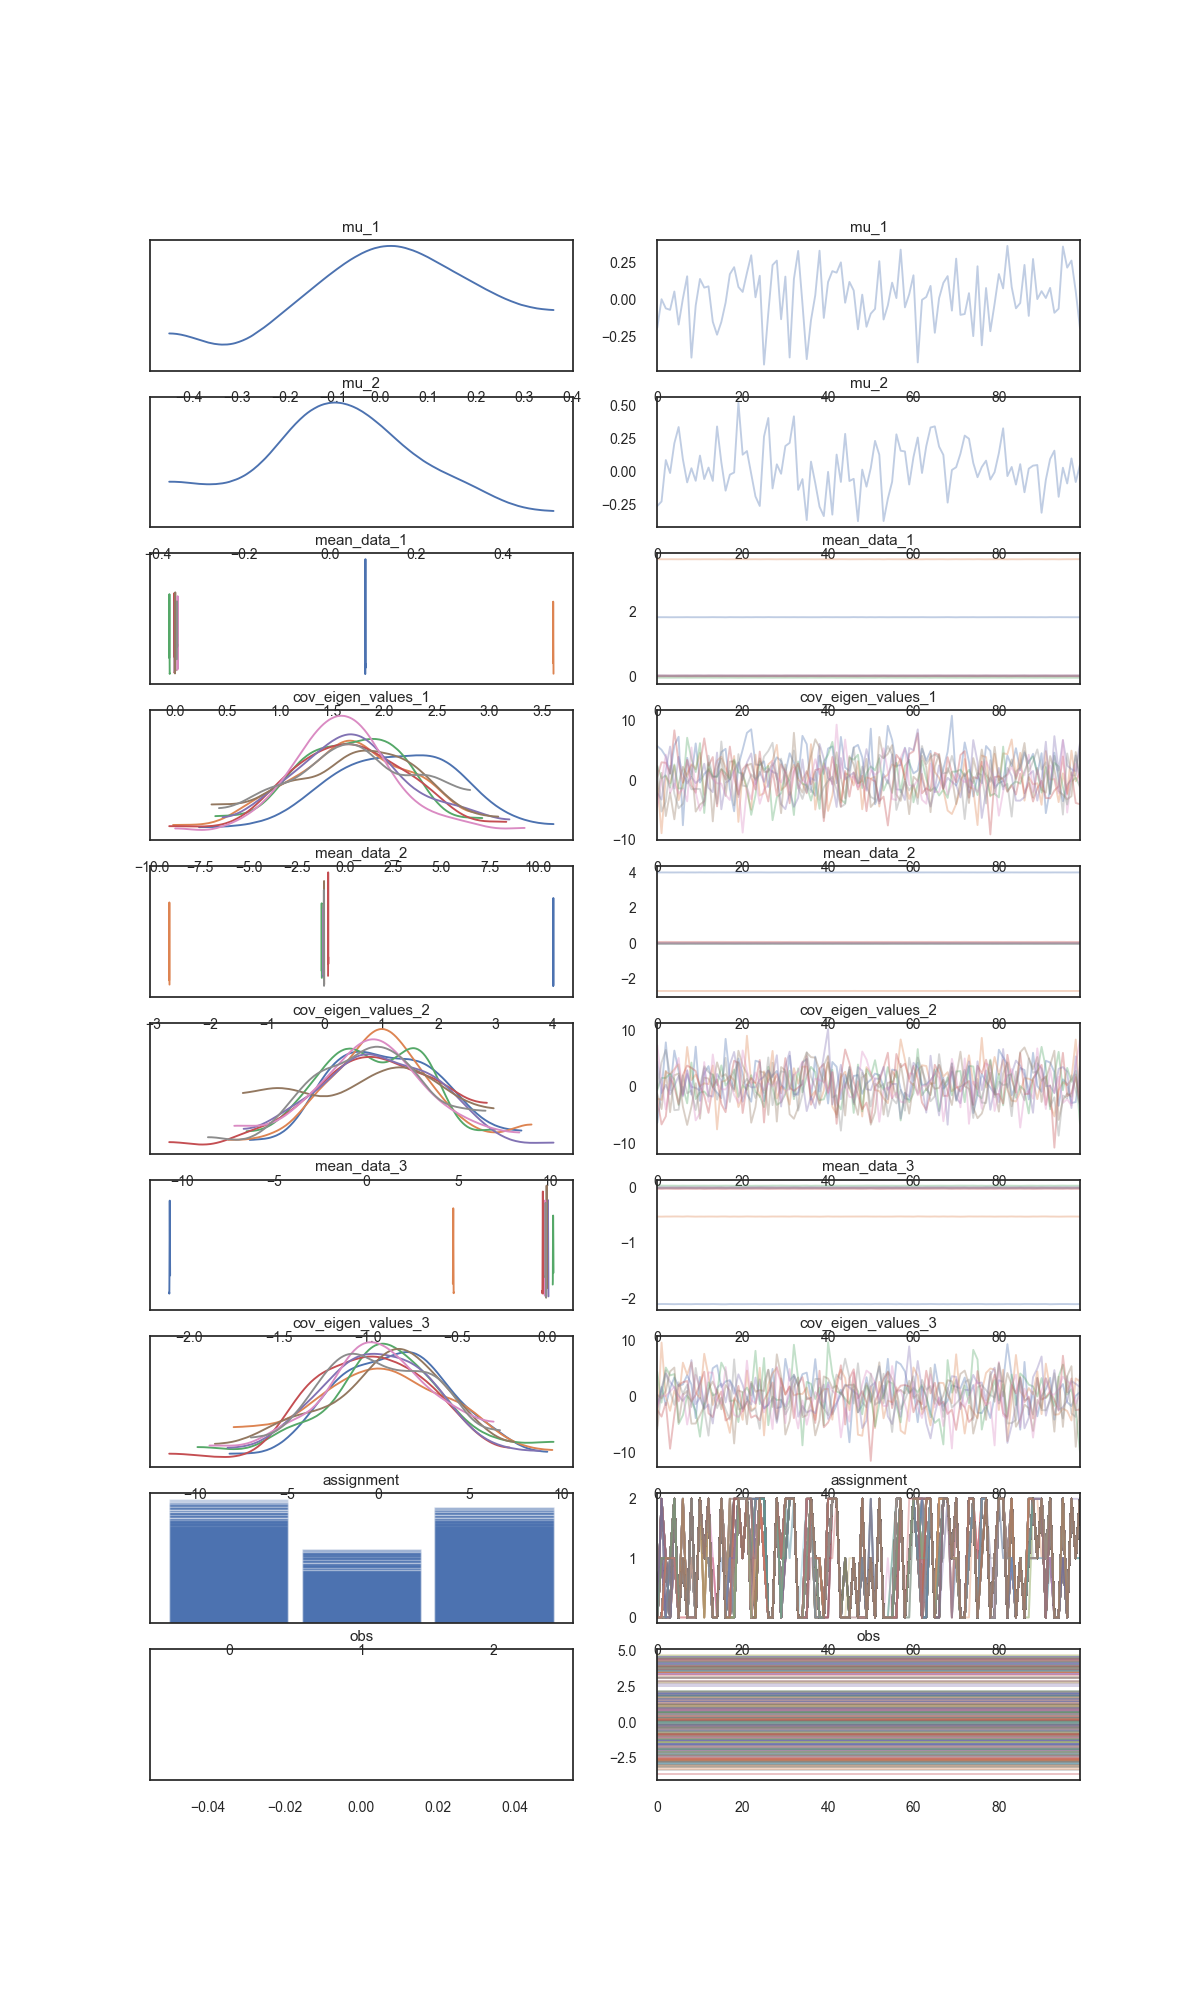 mu_1 mu_1
0.25
0.00
−0.25
mu_2 mu_2
−0.4 −0.3 −0.2 −0.1 0.0 0.1 0.2 0.3 0.4 0 20 40 60 80
0.50
0.25
0.00
−0.25
mean_data_1 mean_data_1
−0.4 −0.2 0.0 0.2 0.4 0 20 40 60 80
2
0
cov_eigen_values_1 cov_eigen_values_1
0.0 0.5 1.0 1.5 2.0 2.5 3.0 3.5 0 20 40 60 80
10
0
−10
mean_data_2 mean_data_2
−10.0 −7.5 −5.0 −2.5 0.0 2.5 5.0 7.5 10.0 0 20 40 60 80
4
2
0
−2
cov_eigen_values_2 cov_eigen_values_2
−3 −2 −1 0 1 2 3 4 0 20 40 60 80
10
0
−10
mean_data_3 mean_data_3
−10 −5 0 5 10 0 20 40 60 80
0
−1
−2
cov_eigen_values_3 cov_eigen_values_3
−2.0 −1.5 −1.0 −0.5 0.0 0 20 40 60 80
10
0
−10
assignment assignment
−10 −5 0 5 10 0 20 40 60 80
2
1
0
obs obs
0 1 2 0 20 40 60 80
5.0
2.5
0.0
−2.5
−0.04 −0.02 0.00 0.02 0.04 0 20 40 60 80